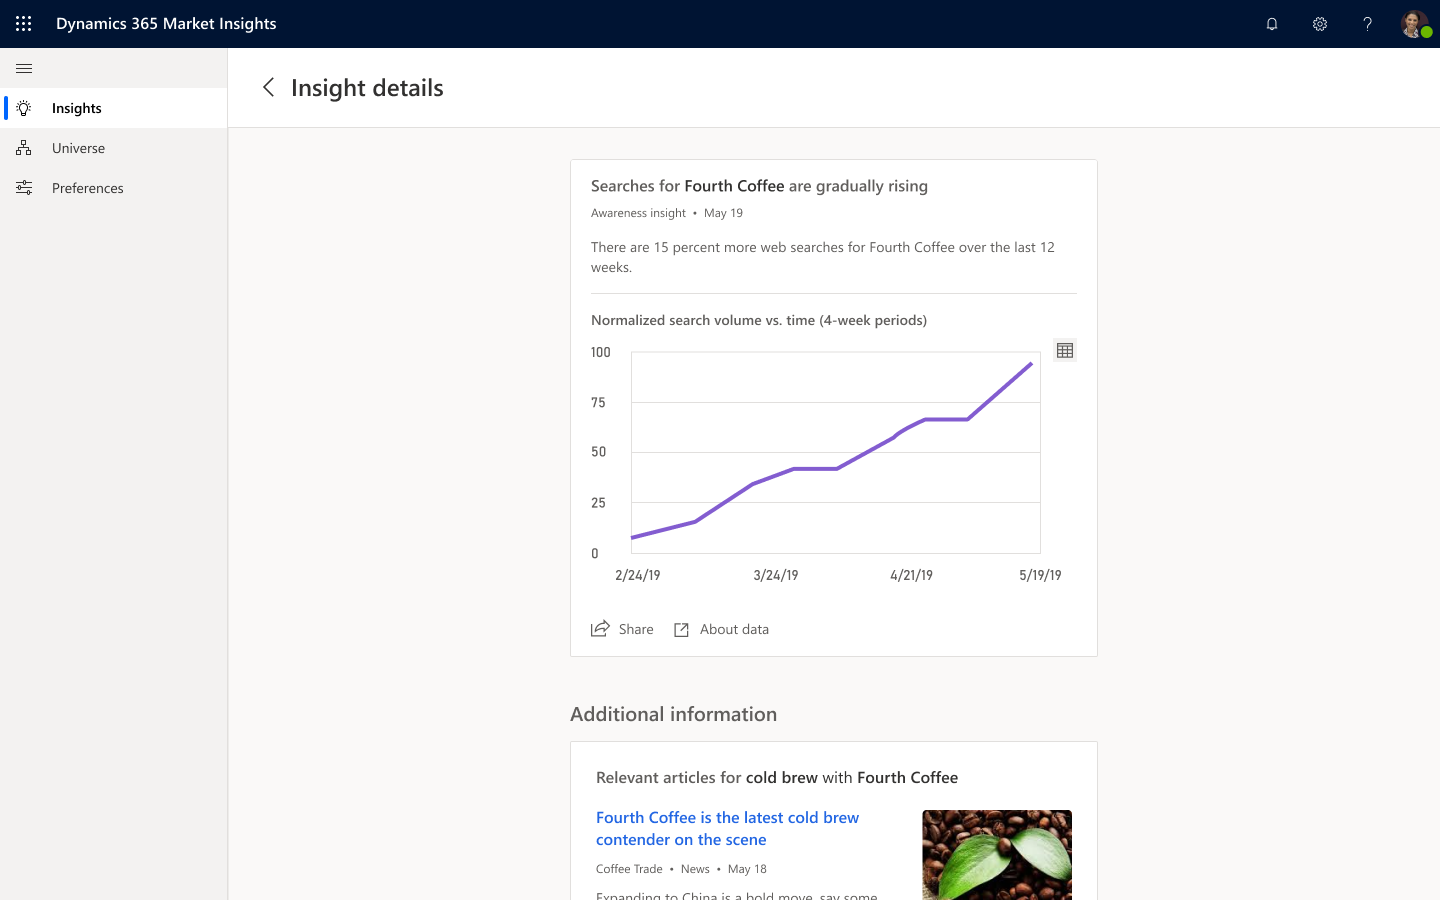 Dynamics 365 Market Insights
Insights
Universe
Preferences
Insight details
Searches for Fourth Coffee are gradually rising
Awareness insight • May 19
There are 15 percent more web searches for Fourth Coffee over the last 12
weeks.
Normalized search volume vs. time (4-week periods)
100
75
50
25
0
2/24/19 3/24/19 4/21/19 5/19/19
Share About data
Additional information
Relevant articles for cold brew with Fourth Coffee
Fourth Coffee is the latest cold brew
contender on the scene
Coffee Trade • News • May 18
Expanding to China is a bold move, say some